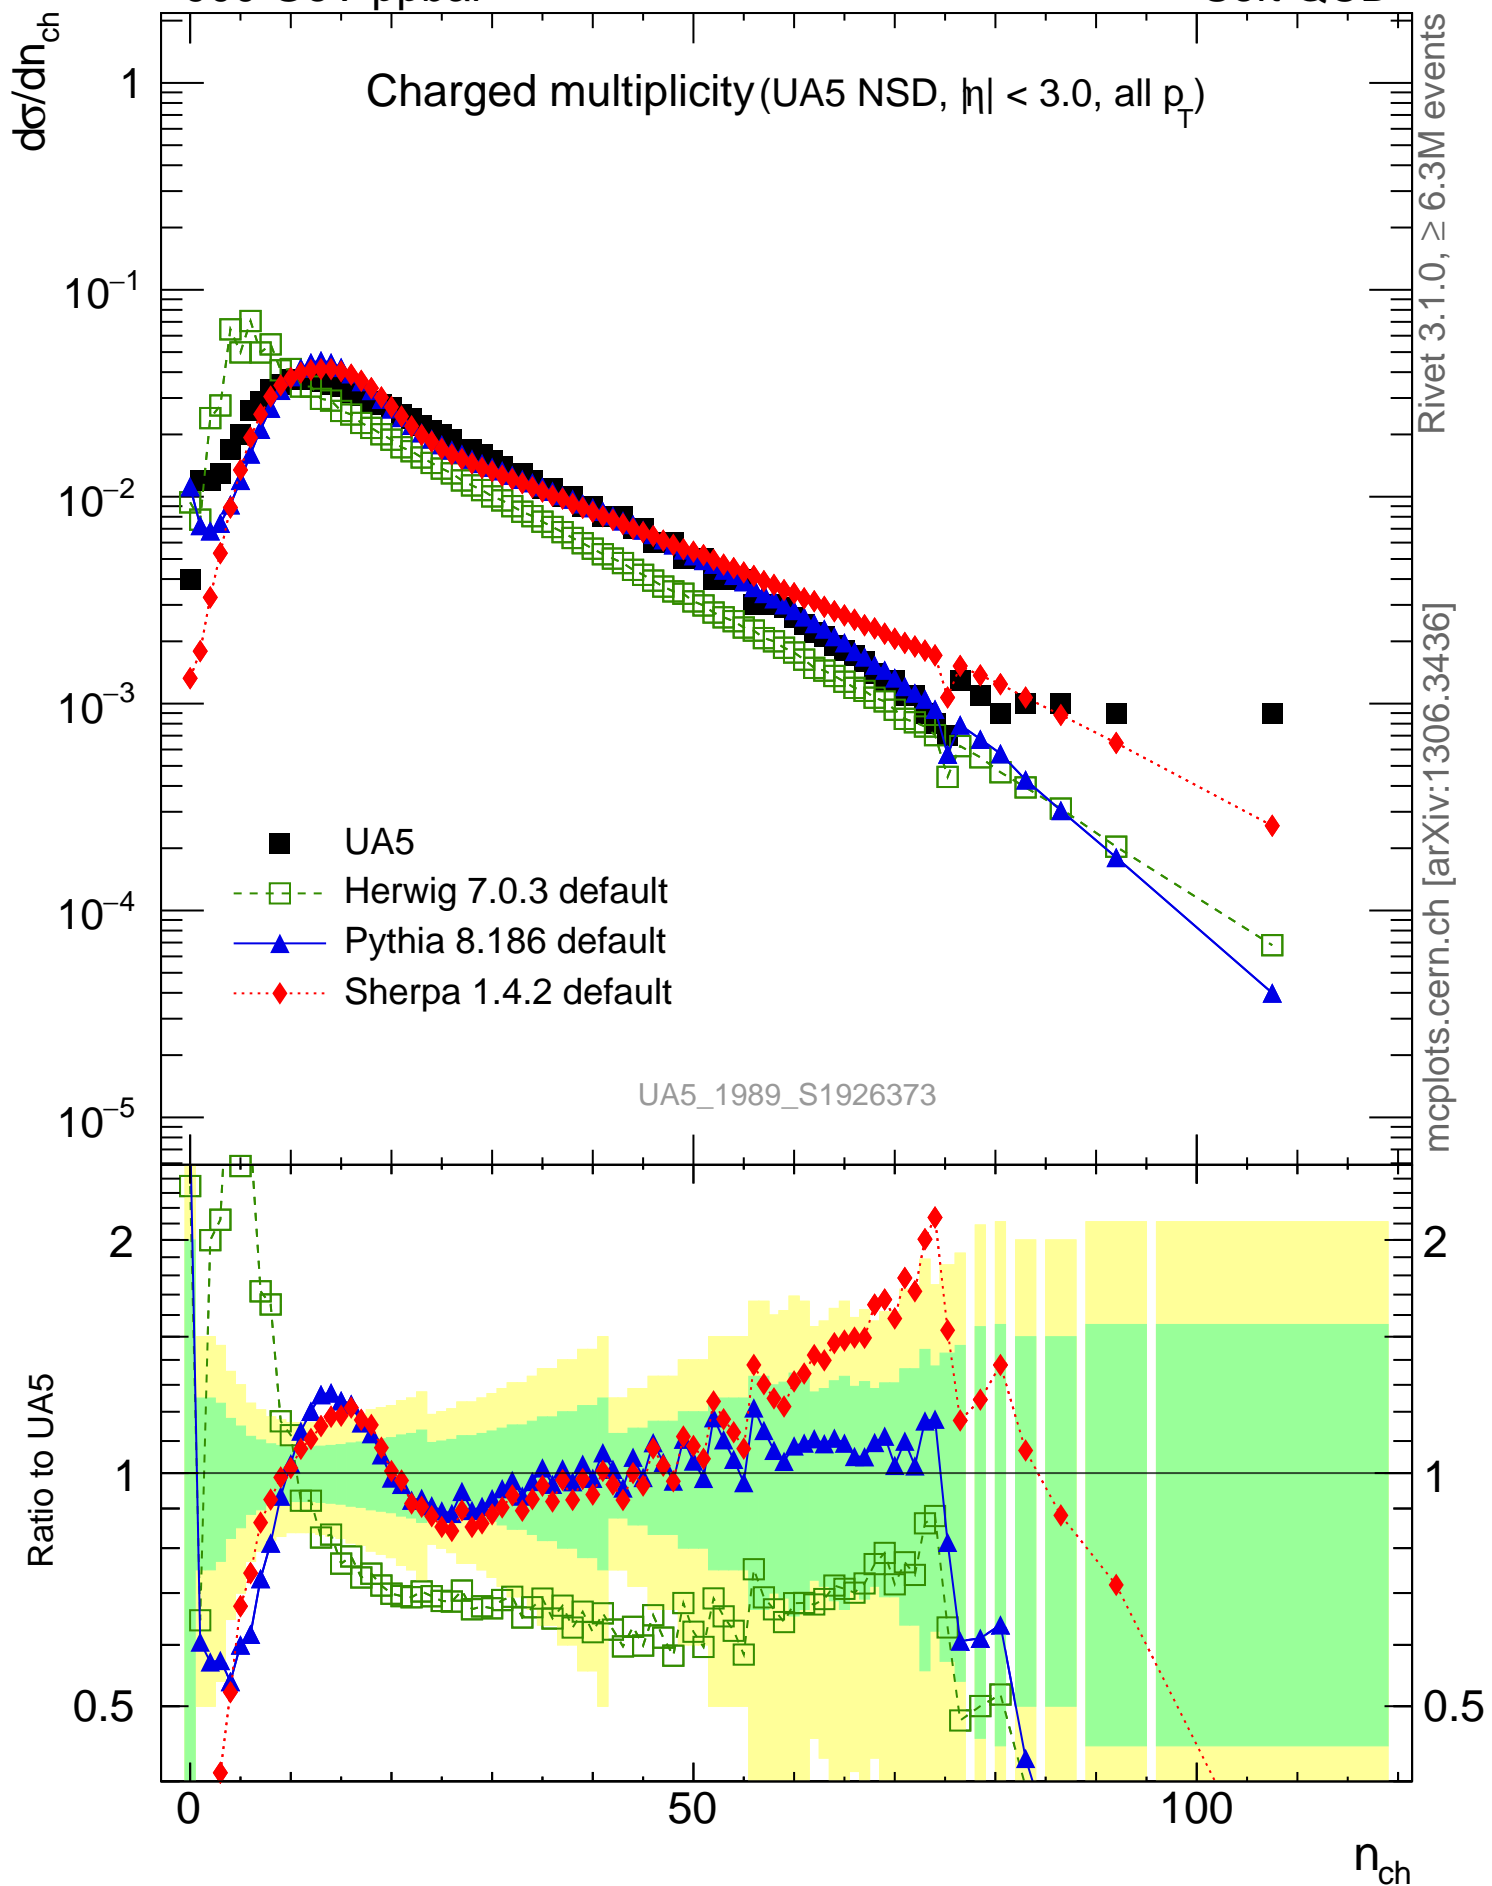 dσ/dn_ch
Charged multiplicity (UA5 NSD, |η| < 3.0, all p_T)
1
10⁻¹
10⁻²
10⁻³
10⁻⁴
10⁻⁵
UA5
Herwig 7.0.3 default
Pythia 8.186 default
Sherpa 1.4.2 default
UA5_1989_S1926373
Rivet 3.1.0, ≥ 6.3M events
mcplots.cern.ch [arXiv:1306.3436]
Ratio to UA5
2
1
0.5
2
1
0.5
0
50
100
n_ch